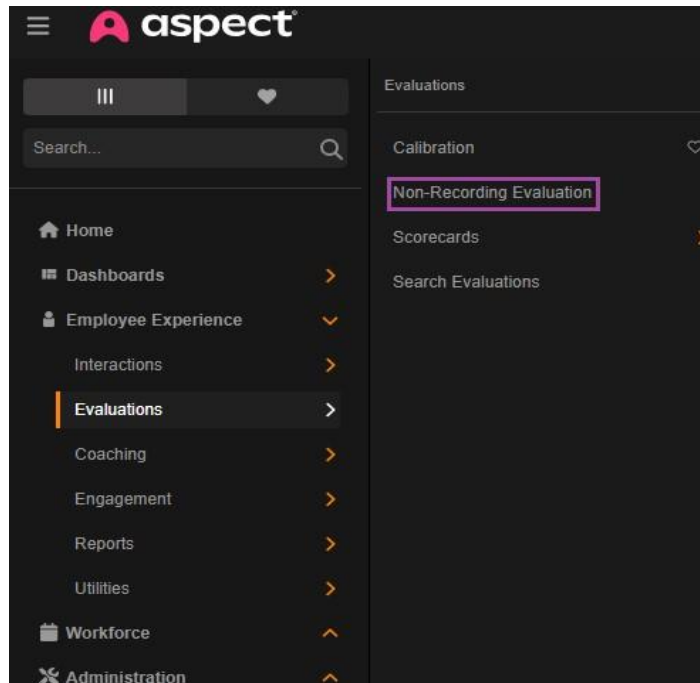 aspect
Search...
Home
Dashboards
Employee Experience
Interactions
Evaluations
Coaching
Engagement
Reports
Utilities
Workforce
Administration
Evaluations
Calibration
Non-Recording Evaluation
Scorecards
Search Evaluations